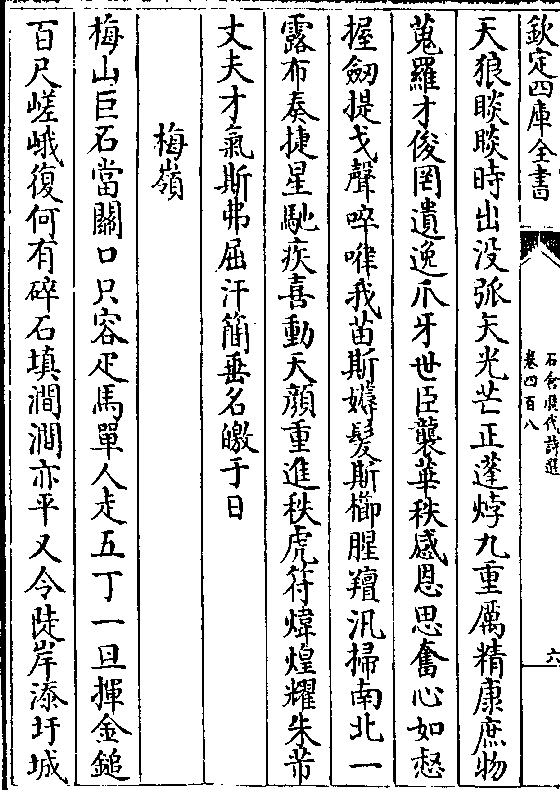 欽定四庫全書
石倉歷代詩選
卷四百八
六
天狼睒睒時出没弧矢光芒正蓬㶿九重厲精康庶物
蒐羅才俊罔遺逸爪牙世臣襲華秩感恩思奮心如惄
握劒提戈聲啐嘒我苗斯媷髮斯櫛腥羶汛掃南北一
露布奏捷星馳疾喜動天顔重進秩虎符煒煌耀朱芾
丈夫才氣斯弗屈汗簡垂名皦于日
梅嶺
梅山巨石當關口只容疋馬單人走五丁一旦揮金鎚
百尺嵯峨復何有碎石填澗澗亦平又令陡岸添圩城